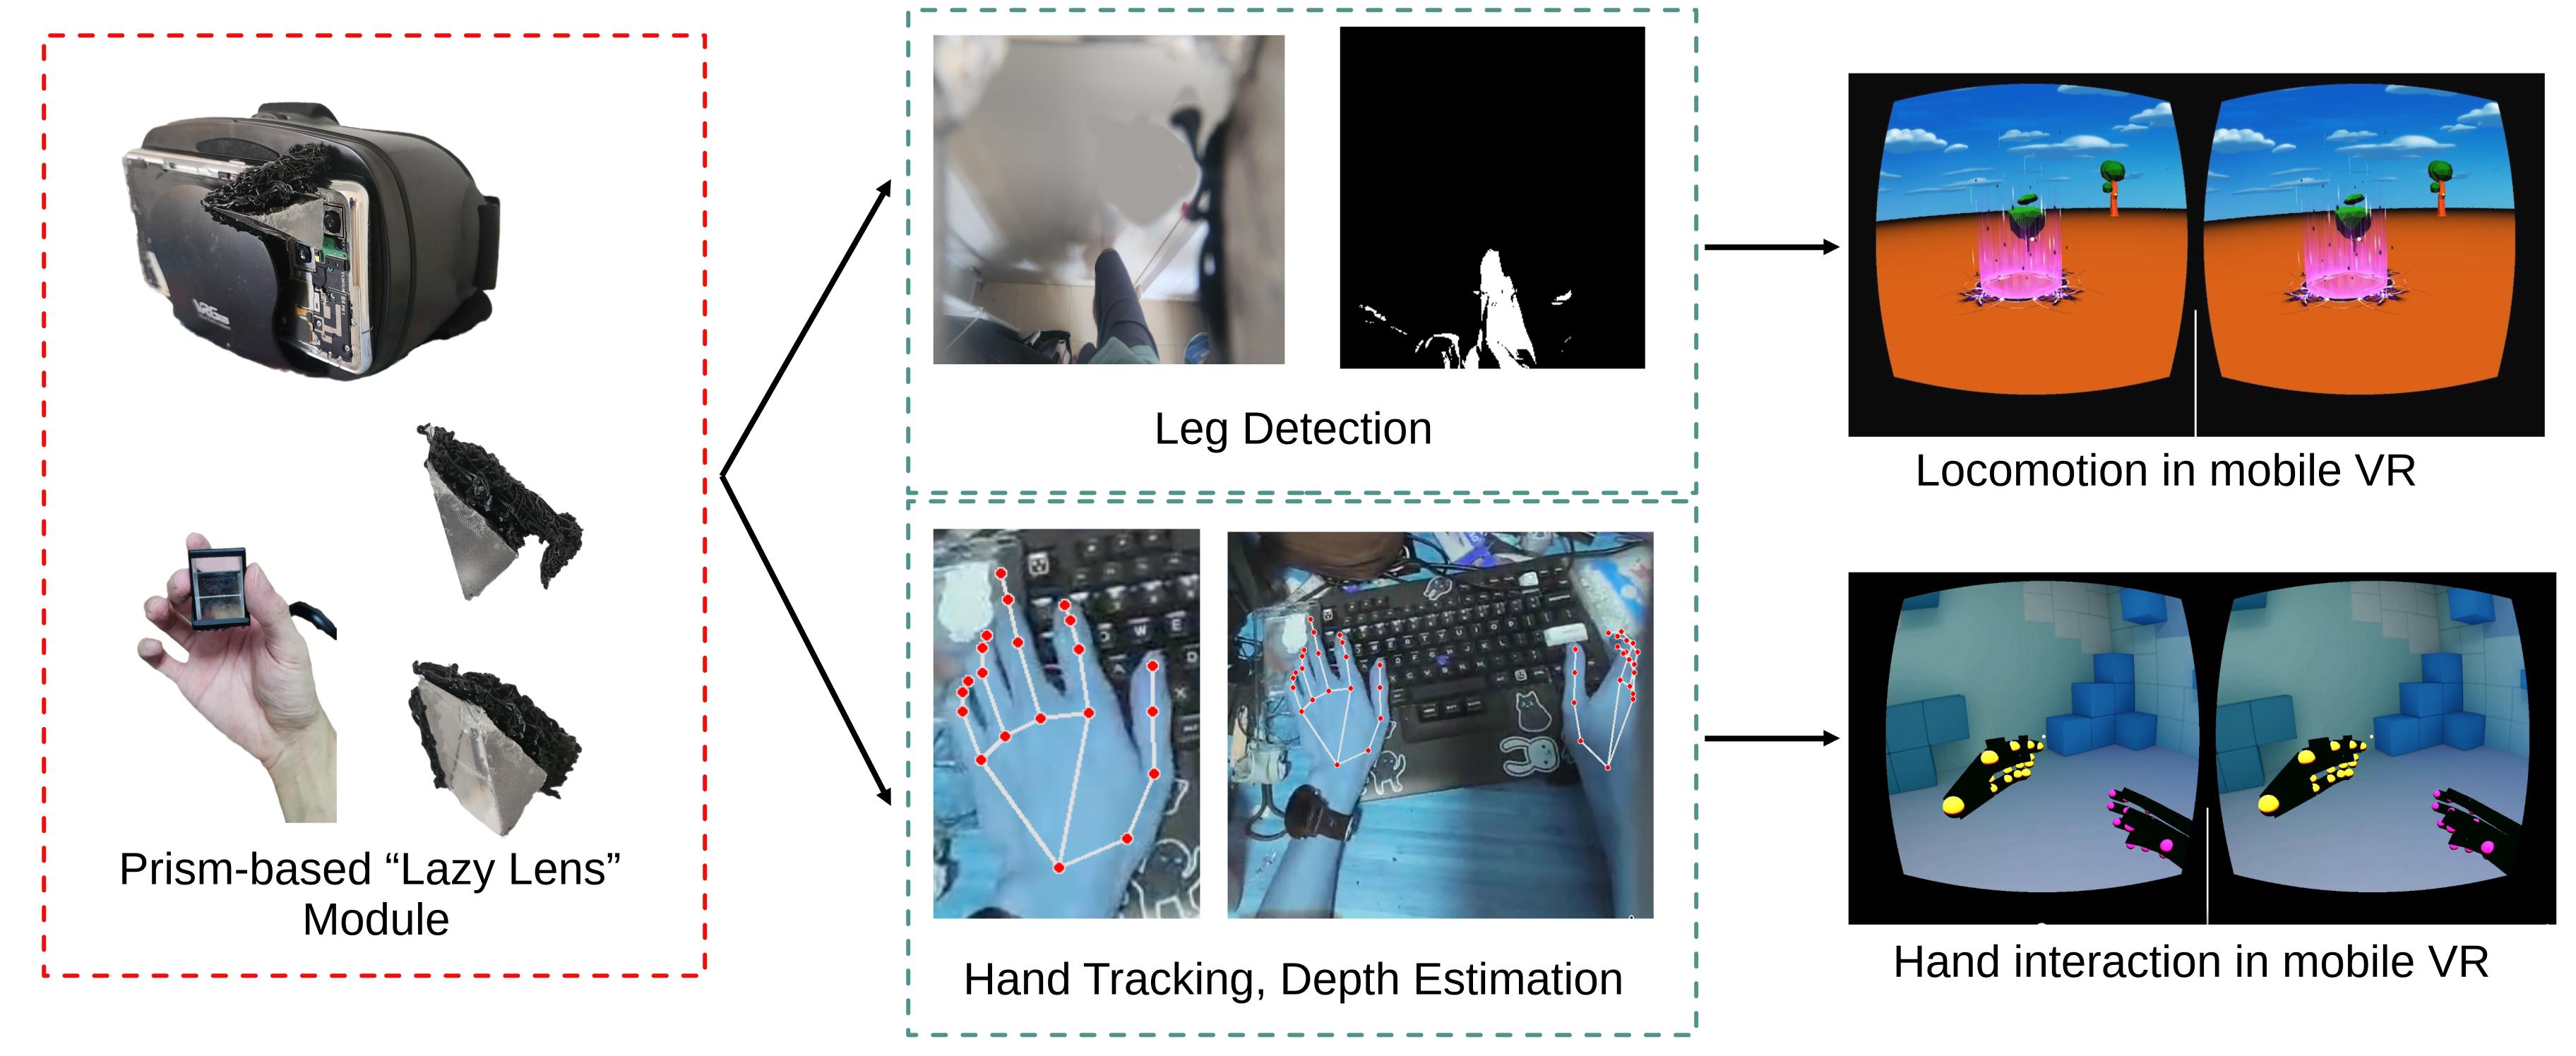 Prism-based “Lazy Lens”
Module
Leg Detection
Hand Tracking, Depth Estimation
Locomotion in mobile VR
Hand interaction in mobile VR